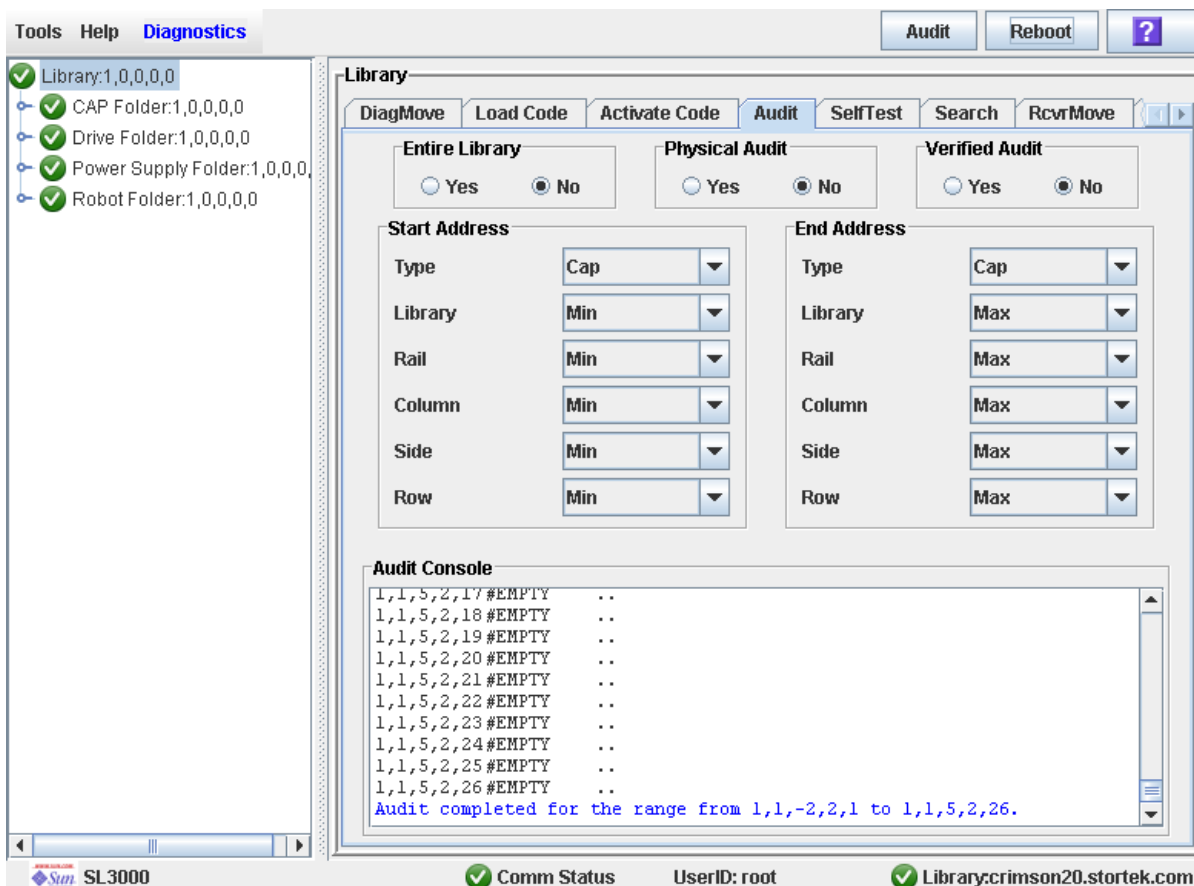 Tools Help Diagnostics Audit Reboot ?
Library:1,0,0,0,0
CAP Folder:1,0,0,0,0
Drive Folder:1,0,0,0,0
Power Supply Folder:1,0,0,0,
Robot Folder:1,0,0,0,0
Library
DiagMove Load Code Activate Code Audit SelfTest Search RcvrMove
Entire Library Physical Audit Verified Audit
Yes No Yes No Yes No
Start Address End Address
Type Cap Type Cap
Library Min Library Max
Rail Min Rail Max
Column Min Column Max
Side Min Side Max
Row Min Row Max
Audit Console
1,1,5,2,17#EMPTY ..
1,1,5,2,18#EMPTY ..
1,1,5,2,19#EMPTY ..
1,1,5,2,20#EMPTY ..
1,1,5,2,21#EMPTY ..
1,1,5,2,22#EMPTY ..
1,1,5,2,23#EMPTY ..
1,1,5,2,24#EMPTY ..
1,1,5,2,25#EMPTY ..
1,1,5,2,26#EMPTY ..
Audit completed for the range from 1,1,-2,2,1 to 1,1,5,2,26.
Sun SL3000 Comm Status UserID: root Library:crimson20.stortek.com